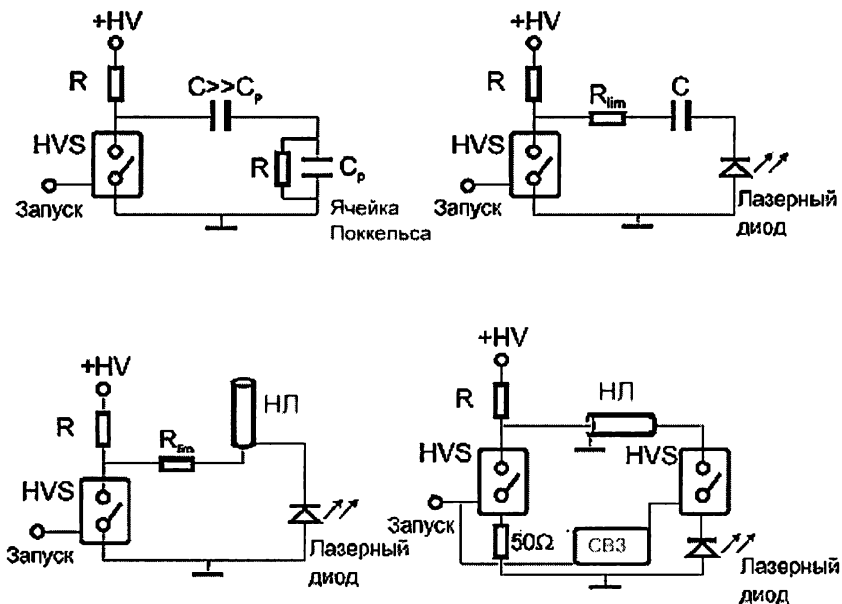 +HV
R
C>>Cₚ
HVS
R
Cₚ
Запуск
Ячейка
Поккельса
+HV
R
Rlim
C
HVS
Запуск
Лазерный
диод
+HV
R
Rlim
НЛ
HVS
Запуск
Лазерный
диод
+HV
R
НЛ
HVS
HVS
Запуск
50Ω
СВЗ
Лазерный
диод